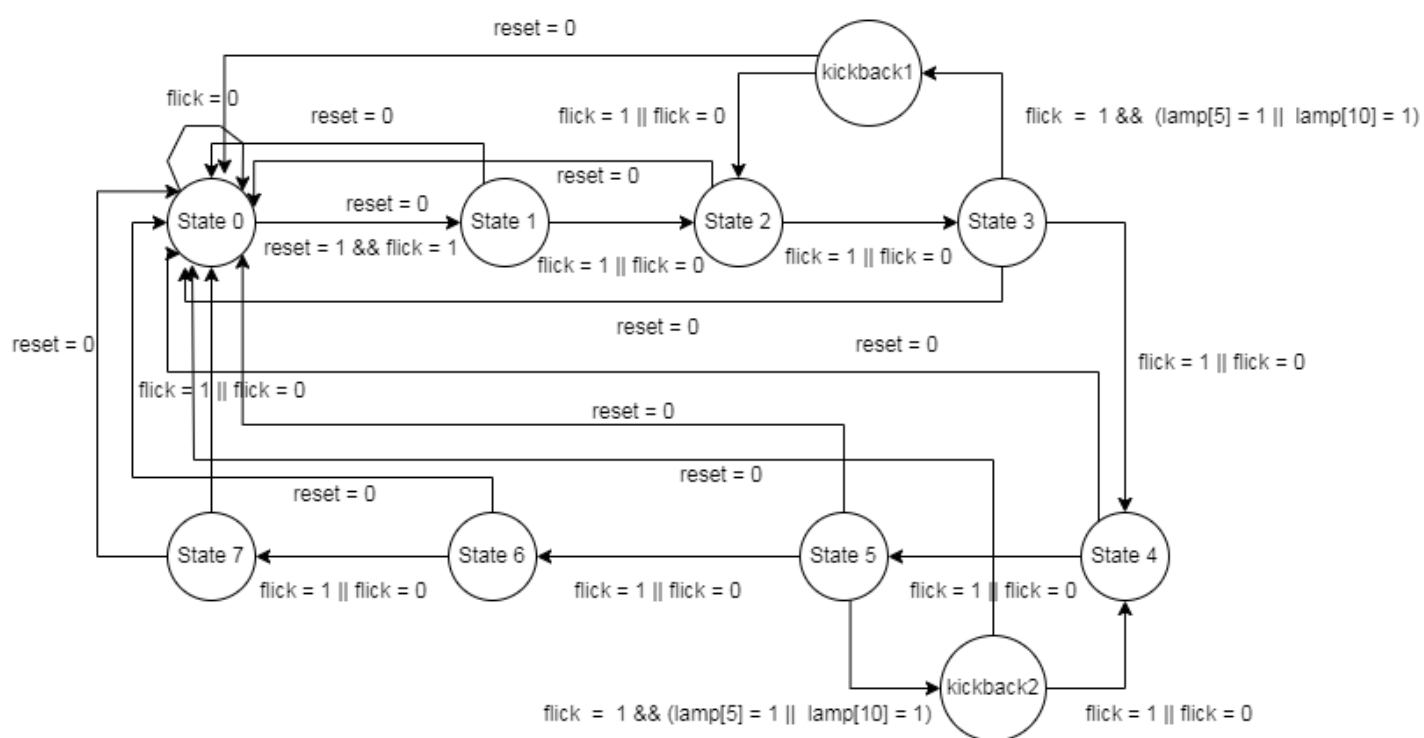 reset = 0
kickback1
flick = 0
reset = 0
flick = 1 || flick = 0
flick = 1 && (lamp[5] = 1 || lamp[10] = 1)
reset = 0
reset = 0
State 0
State 1
State 2
State 3
reset = 1 && flick = 1
flick = 1 || flick = 0
flick = 1 || flick = 0
reset = 0
reset = 0
reset = 0
flick = 1 || flick = 0
flick = 1 || flick = 0
reset = 0
reset = 0
reset = 0
State 7
State 6
State 5
State 4
flick = 1 || flick = 0
flick = 1 || flick = 0
flick = 1 || flick = 0
kickback2
flick = 1 && (lamp[5] = 1 || lamp[10] = 1)
flick = 1 || flick = 0